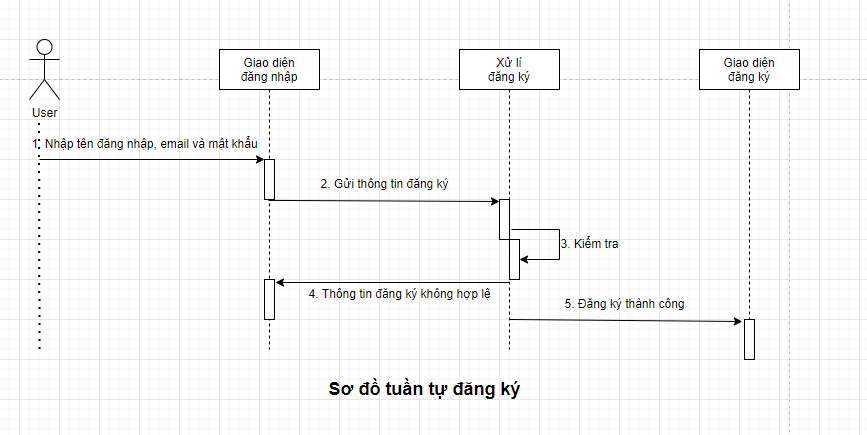 Giao diện
đăng nhập
Xử lí
đăng ký
Giao diện
đăng ký
User
1. Nhập tên đăng nhập, email và mật khẩu
2. Gửi thông tin đăng ký
3. Kiểm tra
4. Thông tin đăng ký không hợp lệ
5. Đăng ký thành công
Sơ đồ tuần tự đăng ký